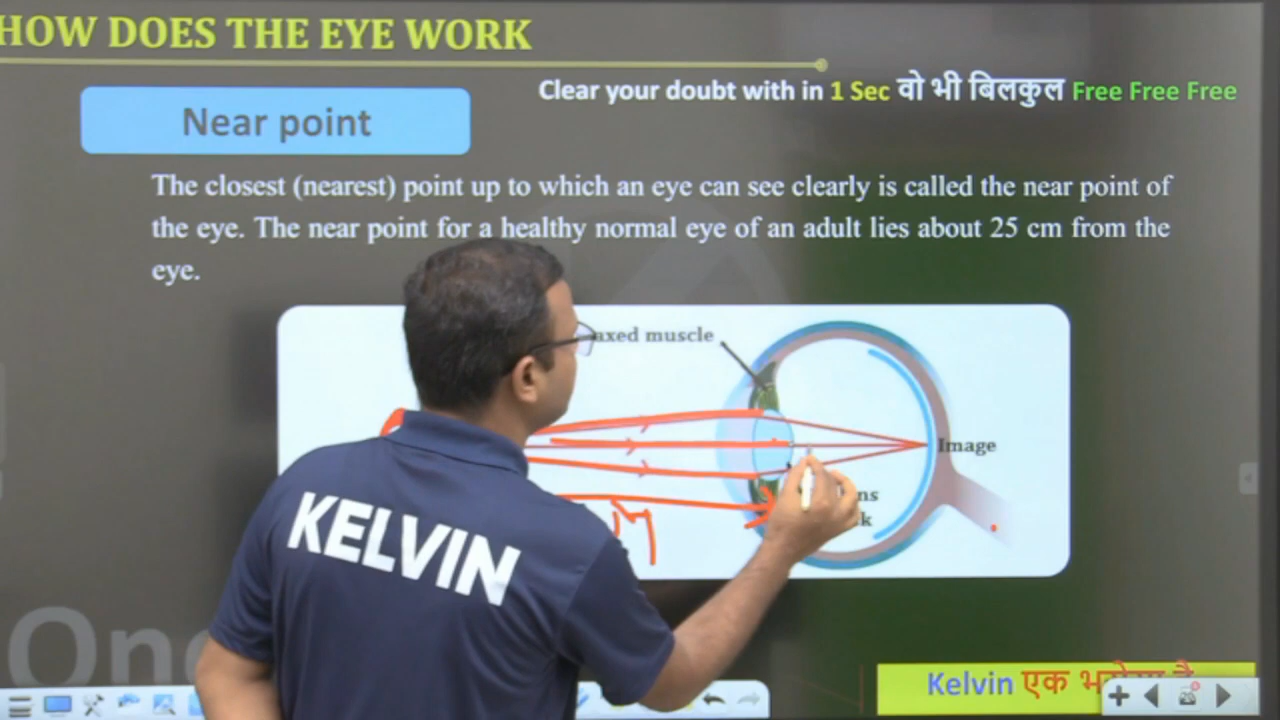 HOW DOES THE EYE WORK
Clear your doubt with in 1 Sec वो भी बिलकुल Free Free Free
Near point
The closest (nearest) point up to which an eye can see clearly is called the near point of
the eye. The near point for a healthy normal eye of an adult lies about 25 cm from the
eye.
axed muscle
Image
KELVIN
Kelvin एक